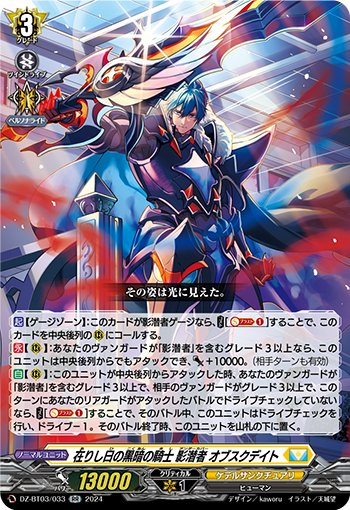 3
グレード
ツインドライブ
ペルソナライド
その姿は光に見えた。
起【ゲージゾーン】:このカードが影潜者ゲージなら、【[ブラスト](1)】することで、このカードを中央後列の(R)にコールする。
永【(R)】:あなたのヴァンガードが「影潜者」を含むグレード3以上なら、このユニットは中央後列からでもアタックでき、+10000。(相手ターンも有効)
自【(R)】:このユニットが中央後列からアタックした時、あなたのヴァンガードが「影潜者」を含むグレード3以上で、相手のヴァンガードがグレード3以上で、このターンにあなたのリアガードがアタックしたバトルでドライブチェックしていないなら、【[ブラスト](1)】することで、そのバトル中、このユニットはドライブチェックを行い、ドライブ-1。そのバトル終了時、このユニットを山札の下に置く。
ノーマルユニット
在りし日の黒暗の騎士 影潜者 オブスクデイト
パワー
13000
クリティカル
1
ケテルサンクチュアリ
ヒューマン
DZ-BT03/033 RR 2024
デザイン/kaworu イラスト/天城望